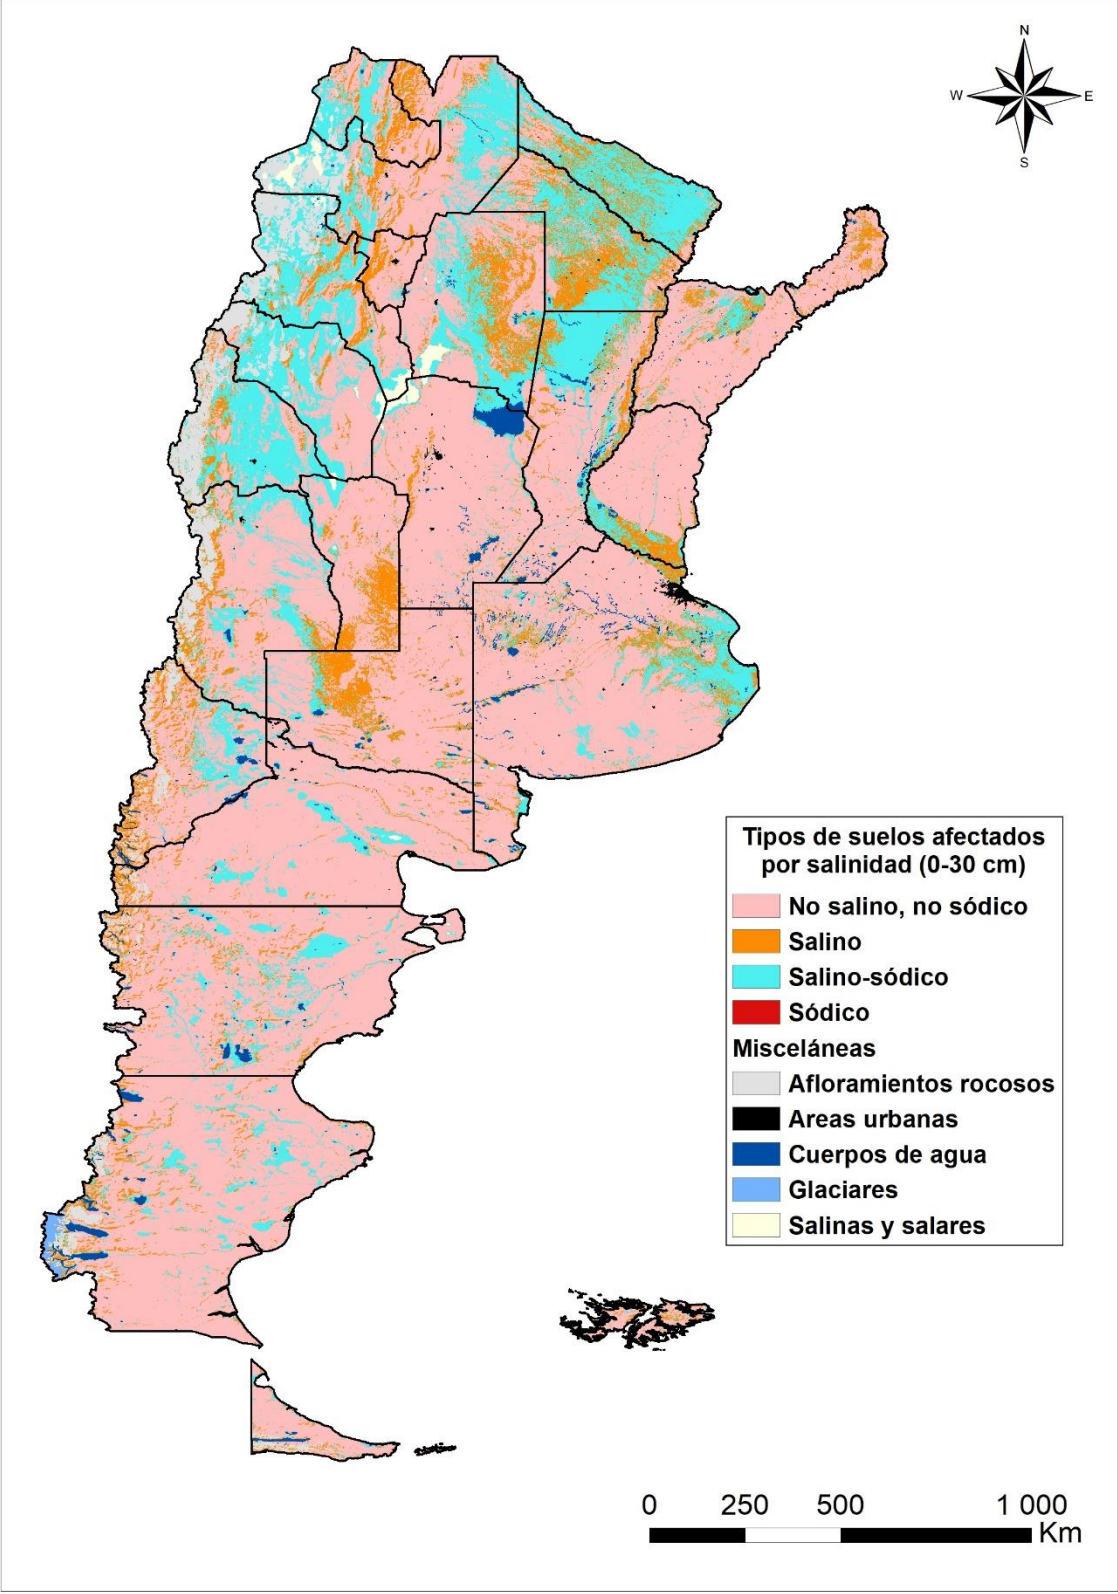 N
W E
S
Tipos de suelos afectados
por salinidad (0-30 cm)
No salino, no sódico
Salino
Salino-sódico
Sódico
Misceláneas
Afloramientos rocosos
Areas urbanas
Cuerpos de agua
Glaciares
Salinas y salares
0 250 500 1 000
Km